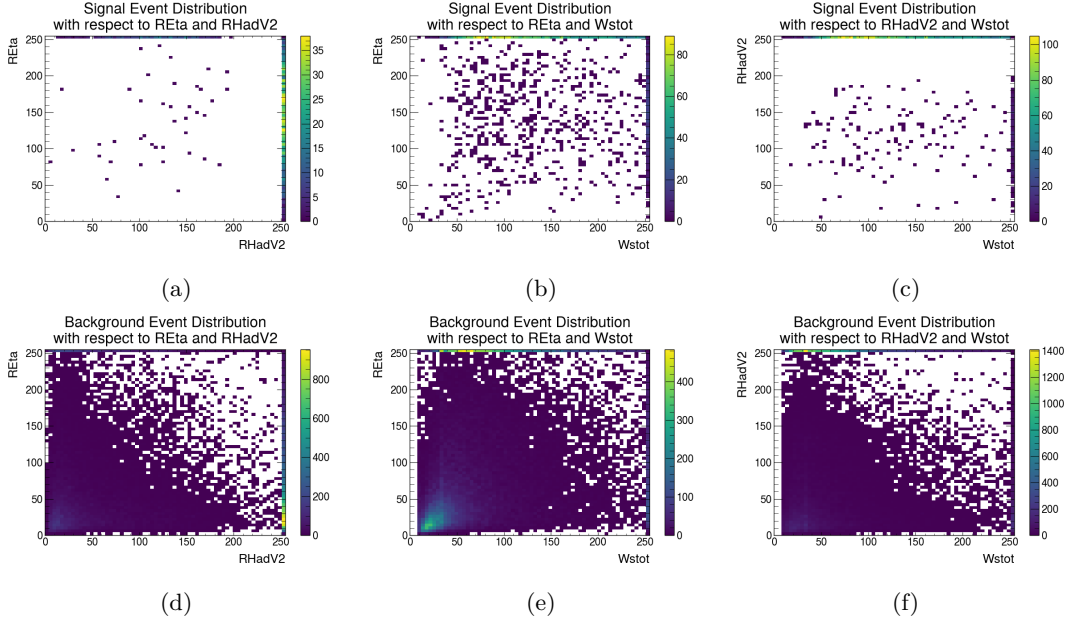 Signal Event Distribution
with respect to REta and RHadV2
REta
250
200
150
100
50
0
0 50 100 150 200 250
RHadV2
35
30
25
20
15
10
5
0
(a)
Signal Event Distribution
with respect to REta and Wstot
REta
250
200
150
100
50
0
0 50 100 150 200 250
Wstot
80
60
40
20
0
(b)
Signal Event Distribution
with respect to RHadV2 and Wstot
RHadV2
250
200
150
100
50
0
0 50 100 150 200 250
Wstot
100
80
60
40
20
0
(c)
Background Event Distribution
with respect to REta and RHadV2
REta
250
200
150
100
50
0
0 50 100 150 200 250
RHadV2
800
600
400
200
0
(d)
Background Event Distribution
with respect to REta and Wstot
REta
250
200
150
100
50
0
0 50 100 150 200 250
Wstot
400
300
200
100
0
(e)
Background Event Distribution
with respect to RHadV2 and Wstot
RHadV2
250
200
150
100
50
0
0 50 100 150 200 250
Wstot
1400
1200
1000
800
600
400
200
0
(f)